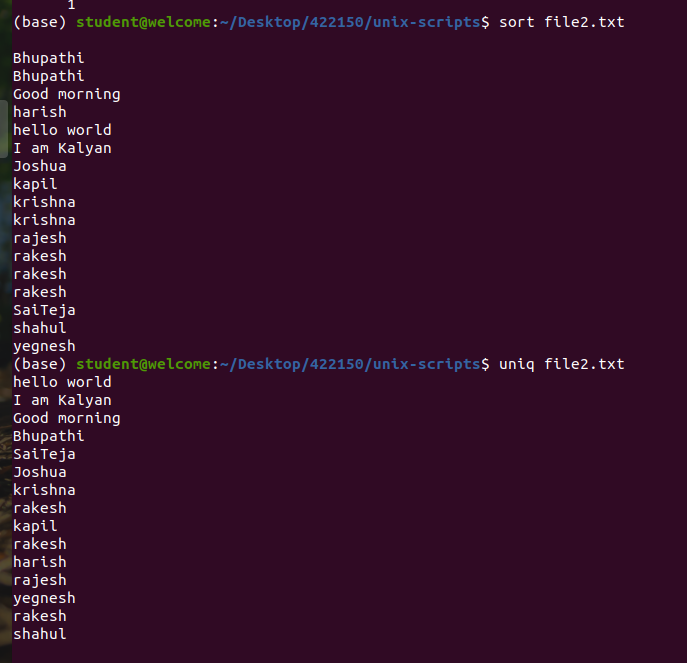 1
(base) student@welcome:~/Desktop/422150/unix-scripts$ sort file2.txt
Bhupathi
Bhupathi
Good morning
harish
hello world
I am Kalyan
Joshua
kapil
krishna
krishna
rajesh
rakesh
rakesh
rakesh
SaiTeja
shahul
yegnesh
(base) student@welcome:~/Desktop/422150/unix-scripts$ uniq file2.txt
hello world
I am Kalyan
Good morning
Bhupathi
SaiTeja
Joshua
krishna
rakesh
kapil
rakesh
harish
rajesh
yegnesh
rakesh
shahul